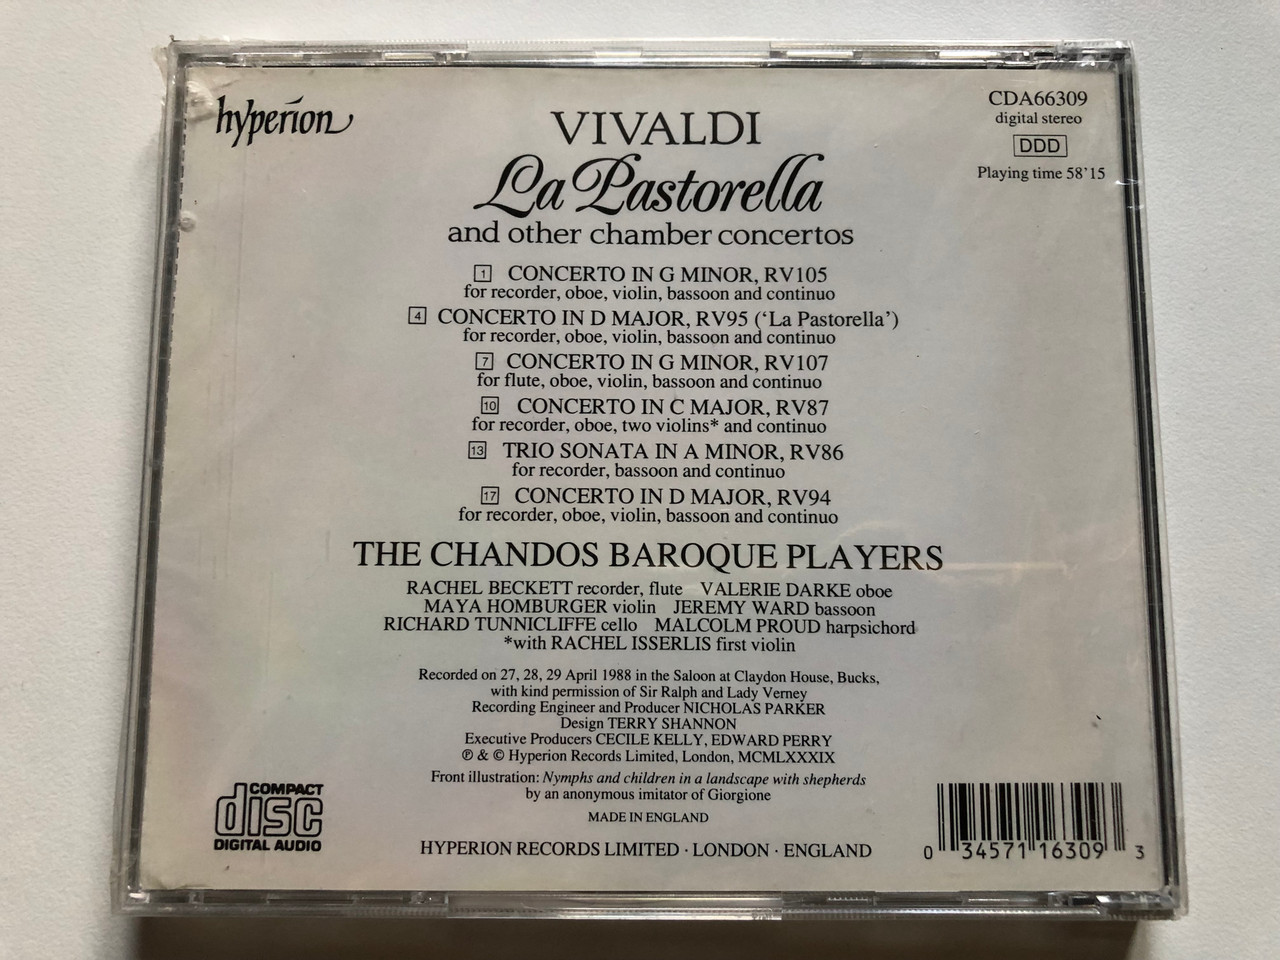 hyperion
VIVALDI
La Pastorella
and other chamber concertos
CDA66309
digital stereo
DDD
Playing time 58'15
1 CONCERTO IN G MINOR, RV105
for recorder, oboe, violin, bassoon and continuo
4 CONCERTO IN D MAJOR, RV95 ('La Pastorella')
for recorder, oboe, violin, bassoon and continuo
7 CONCERTO IN G MINOR, RV107
for flute, oboe, violin, bassoon and continuo
10 CONCERTO IN C MAJOR, RV87
for recorder, oboe, two violins* and continuo
13 TRIO SONATA IN A MINOR, RV86
for recorder, bassoon and continuo
17 CONCERTO IN D MAJOR, RV94
for recorder, oboe, violin, bassoon and continuo
THE CHANDOS BAROQUE PLAYERS
RACHEL BECKETT recorder, flute VALERIE DARKE oboe
MAYA HOMBURGER violin JEREMY WARD bassoon
RICHARD TUNNICLIFFE cello MALCOLM PROUD harpsichord
*with RACHEL ISSERLIS first violin
Recorded on 27, 28, 29 April 1988 in the Saloon at Claydon House, Bucks,
with kind permission of Sir Ralph and Lady Verney
Recording Engineer and Producer NICHOLAS PARKER
Design TERRY SHANNON
Executive Producers CECILE KELLY, EDWARD PERRY
℗ & © Hyperion Records Limited, London, MCMLXXXIX
Front illustration: Nymphs and children in a landscape with shepherds
by an anonymous imitator of Giorgione
MADE IN ENGLAND
HYPERION RECORDS LIMITED · LONDON · ENGLAND
COMPACT
disc
DIGITAL AUDIO
0 34571 16309 3